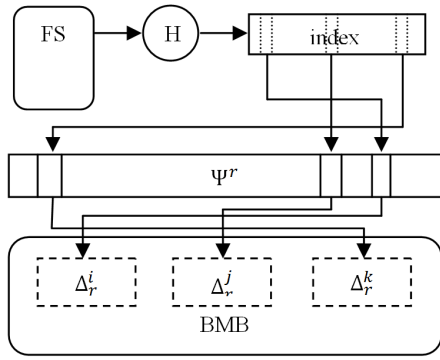 FS H index
Ψ^r
Δ_r^i Δ_r^j Δ_r^k
BMB